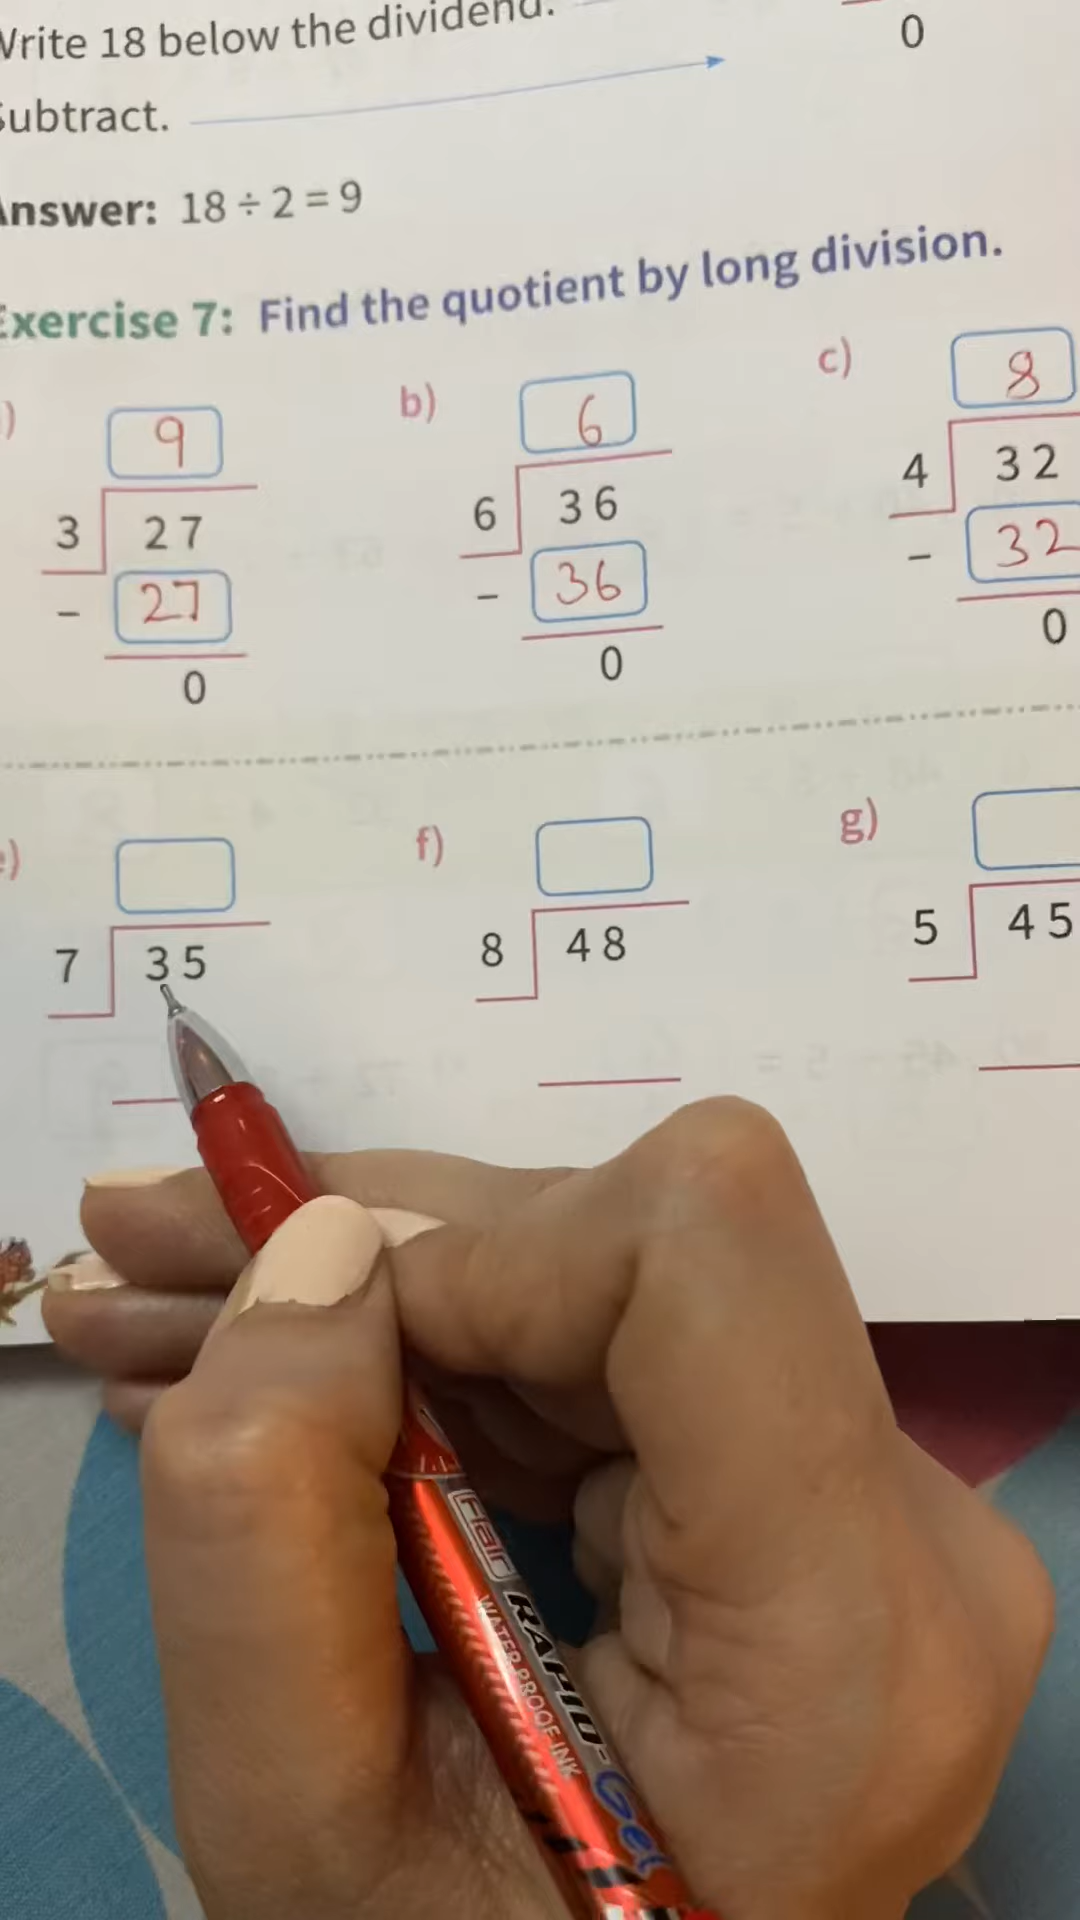 Write 18 below the dividend.
0
Subtract.
Answer: 18 ÷ 2 = 9
Exercise 7: Find the quotient by long division.
) b) c)
9 6 8
3 27 6 36 4 32
- 27 - 36 - 32
0 0 0
e) f) g)
7 35 8 48 5 45
Flair RAPID-Gel
WATER PROOF INK